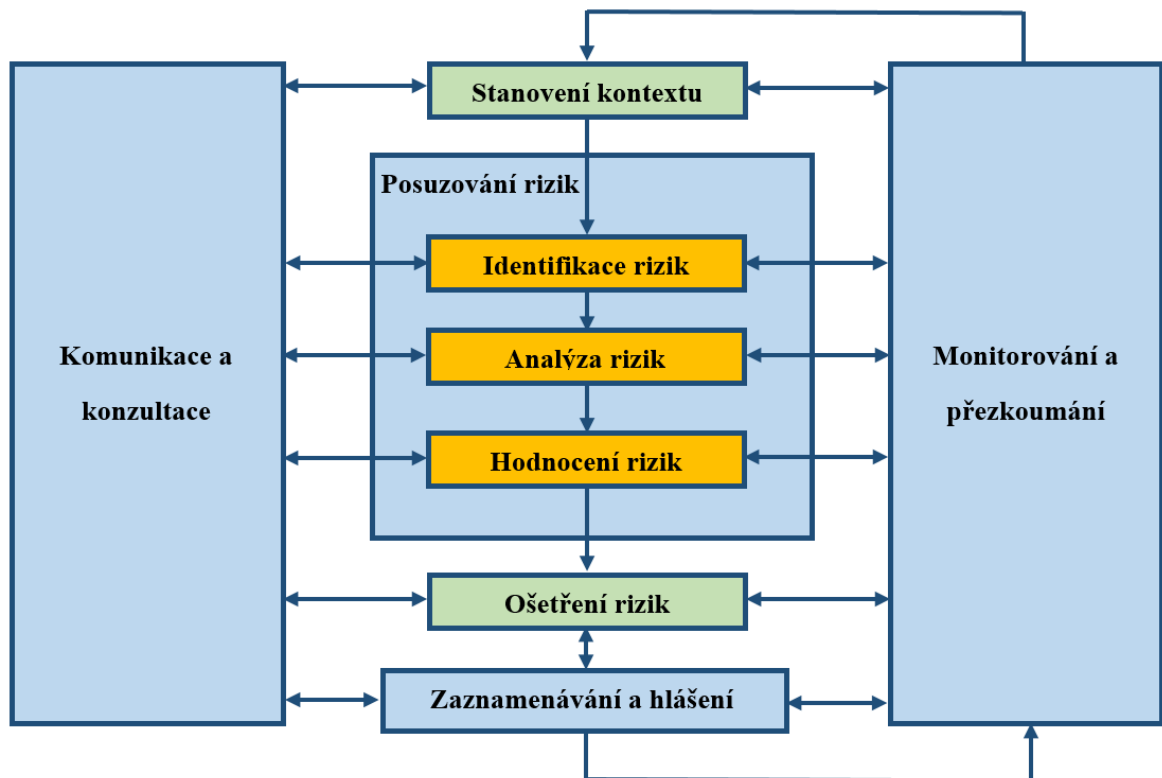 Stanovení kontextu
Posuzování rizik
Identifikace rizik
Komunikace a
konzultace
Analýza rizik
Monitorování a
přezkoumání
Hodnocení rizik
Ošetření rizik
Zaznamenávání a hlášení